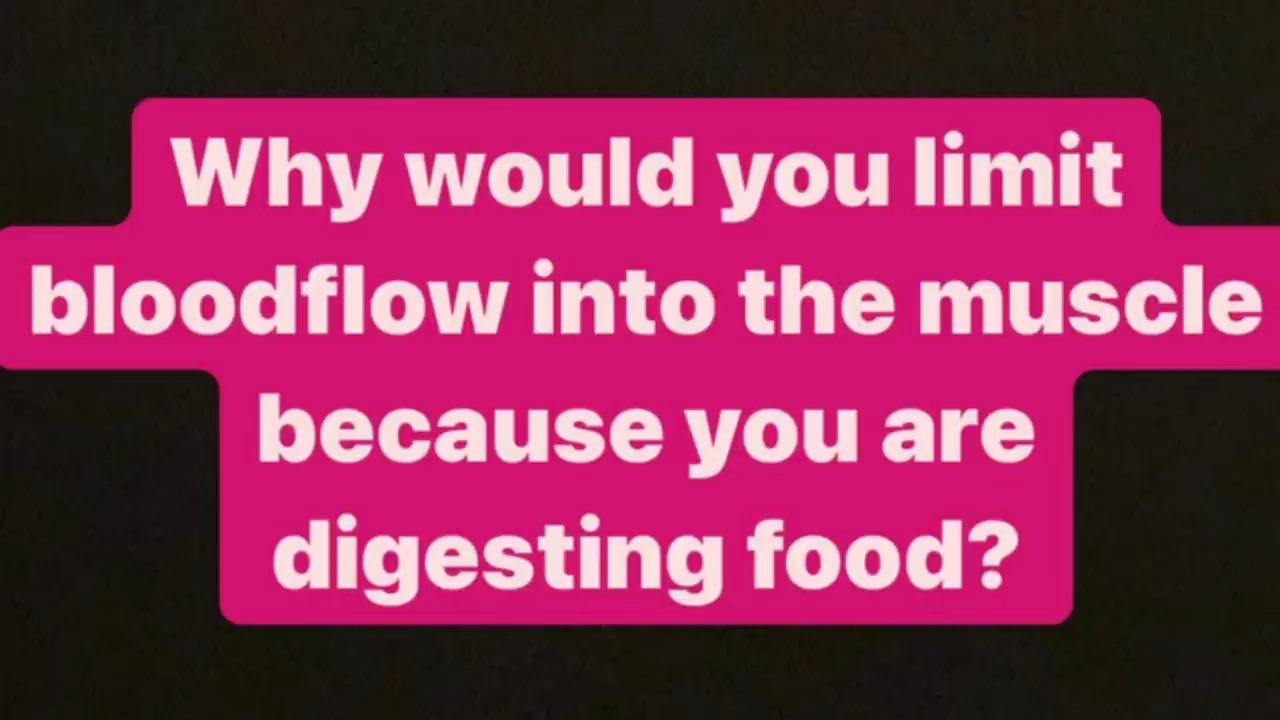 Why would you limit
bloodflow into the muscle
because you are
digesting food?